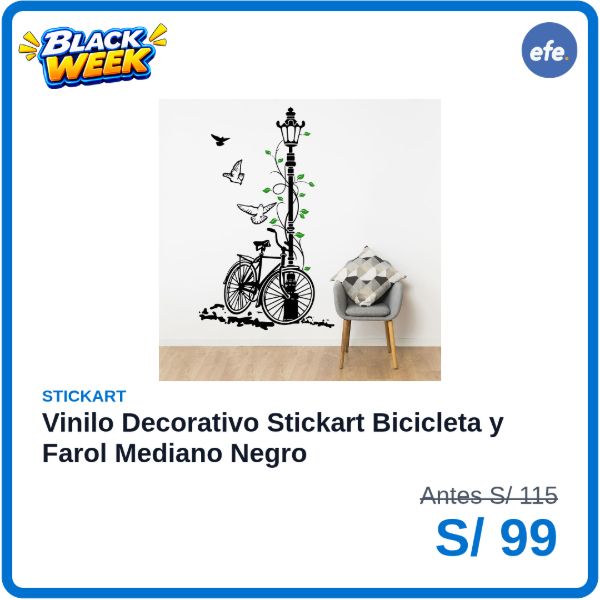 BLACK
WEEK
efe.
STICKART
Vinilo Decorativo Stickart Bicicleta y
Farol Mediano Negro
Antes S/ 115
S/ 99